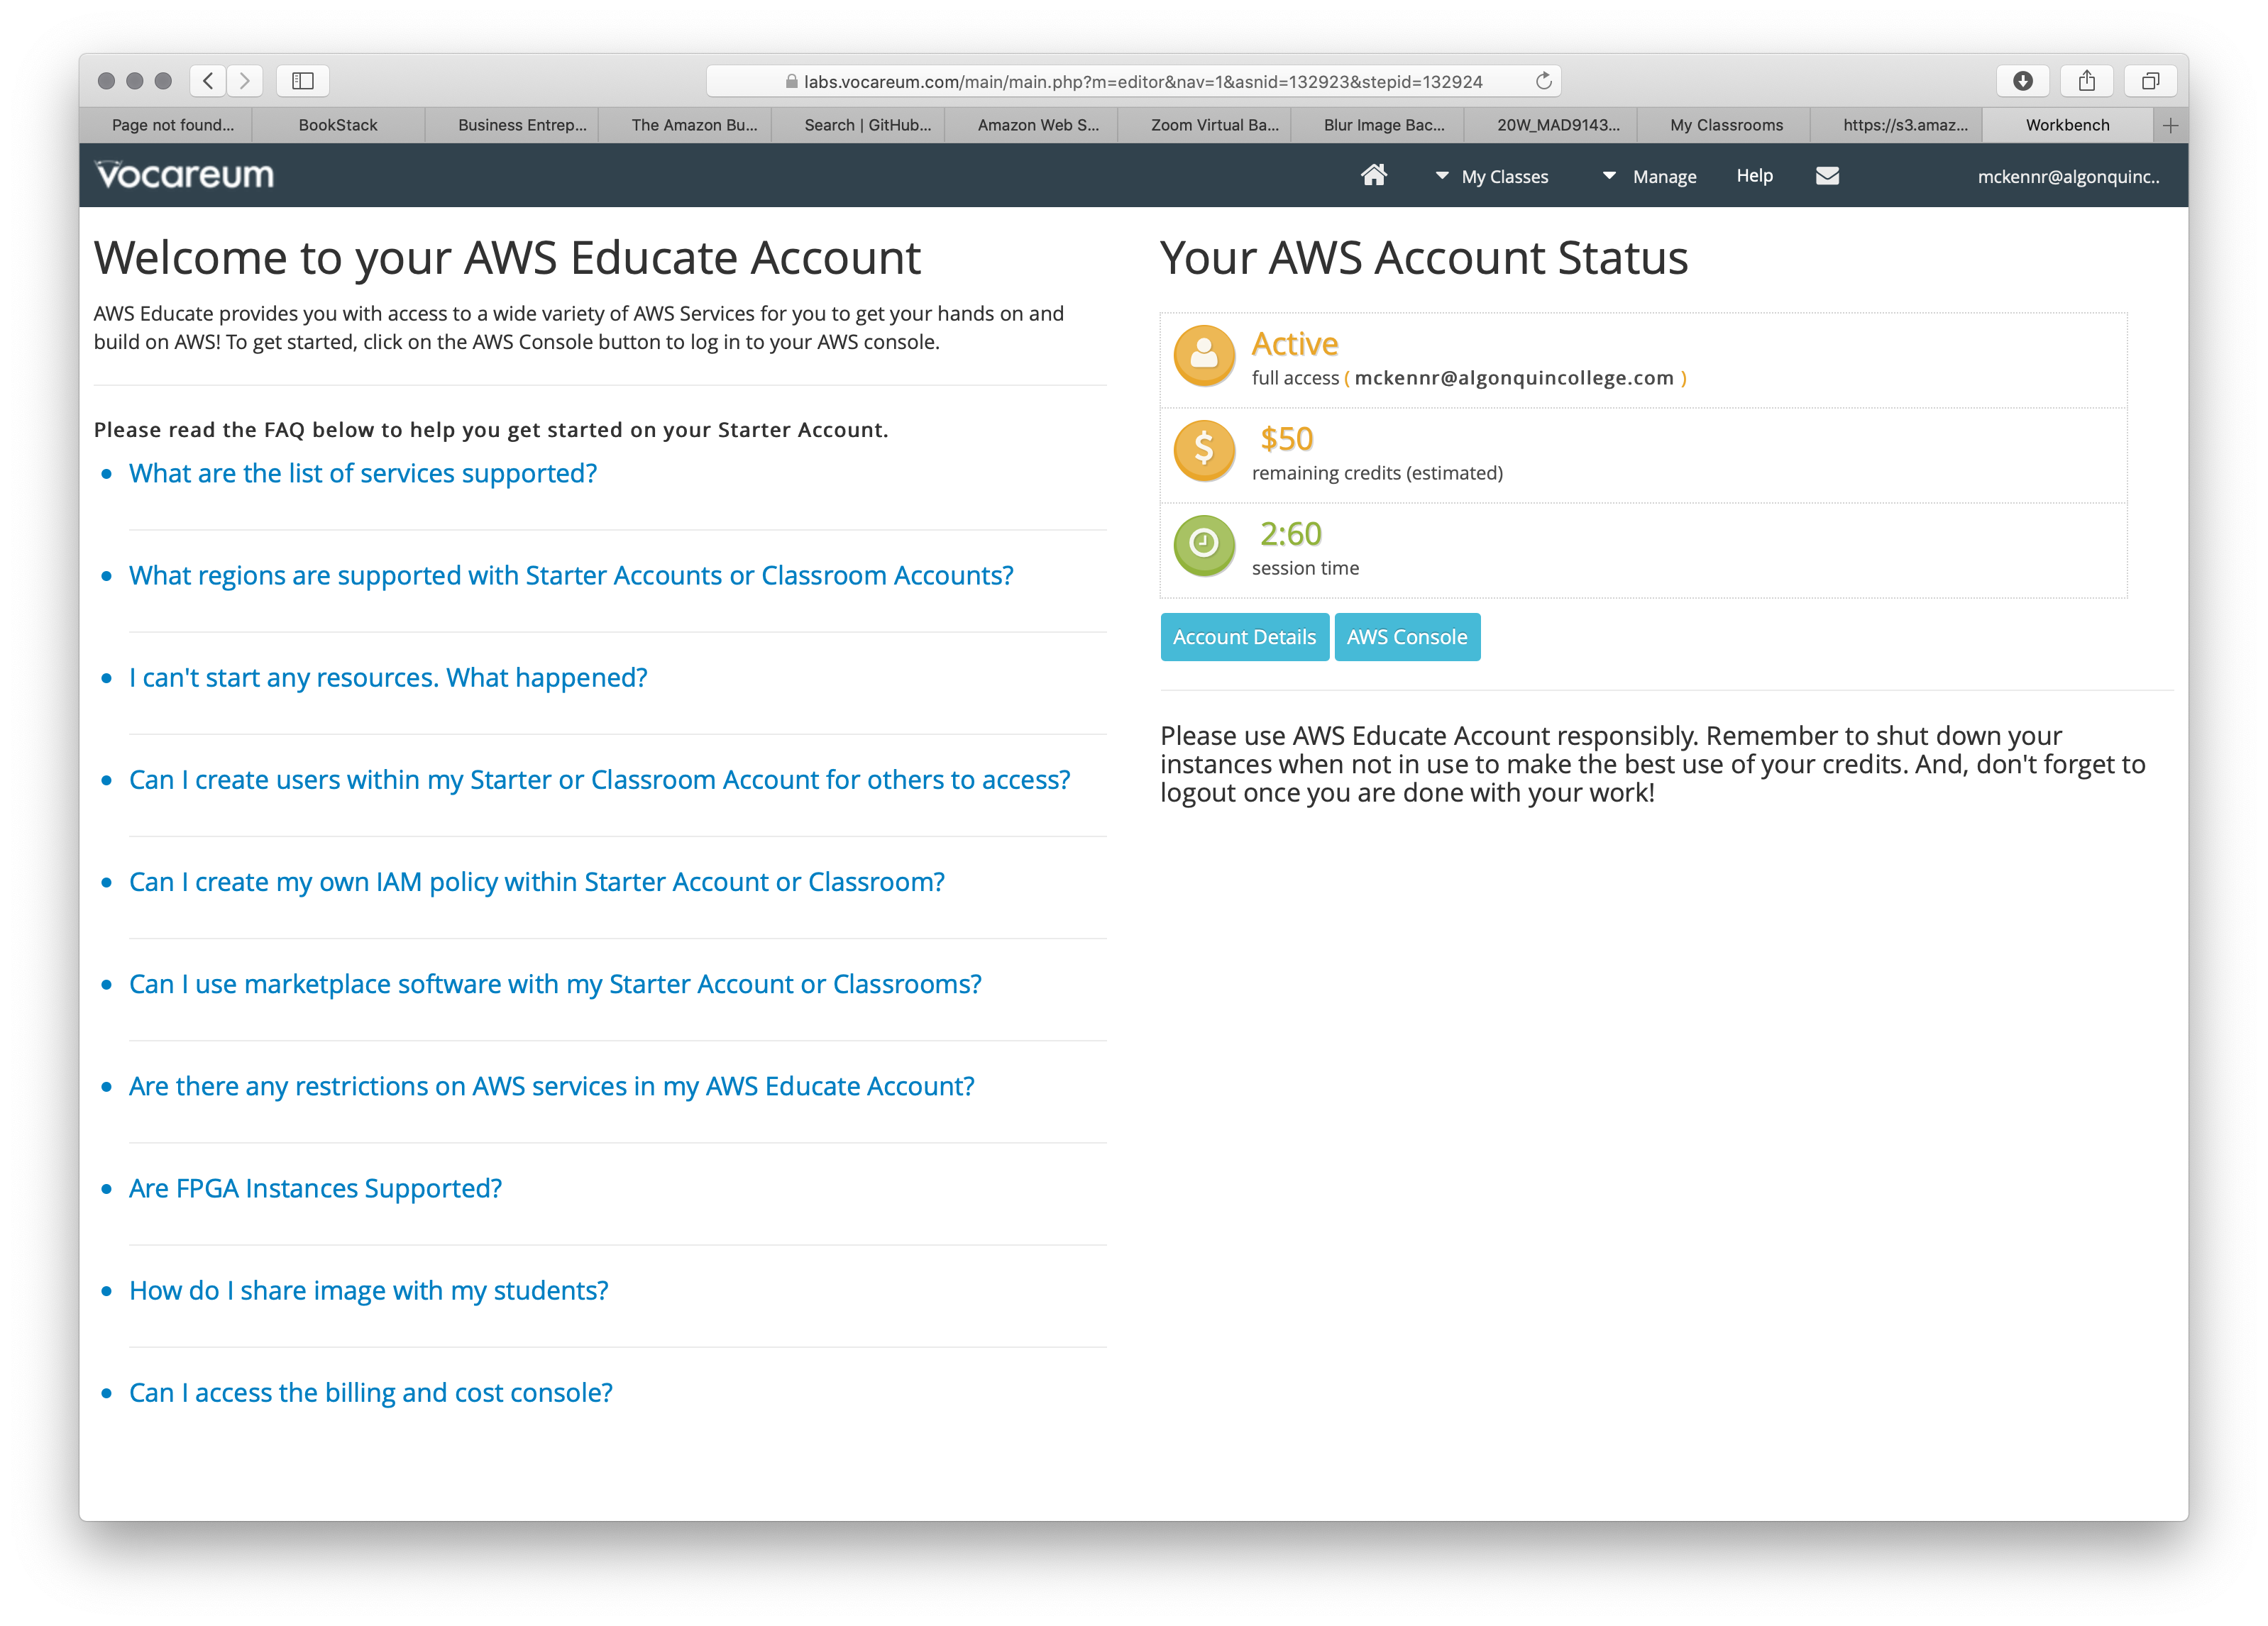 labs.vocareum.com/main/main.php?m=editor&nav=1&asnid=132923&stepid=132924
Page not found...
BookStack
Business Entrep...
The Amazon Bu...
Search | GitHub...
Amazon Web S...
Zoom Virtual Ba...
Blur Image Bac...
20W_MAD9143...
My Classrooms
https://s3.amaz...
Workbench
Vocareum
My Classes
Manage
Help
mckennr@algonquinc..
Welcome to your AWS Educate Account
AWS Educate provides you with access to a wide variety of AWS Services for you to get your hands on and
build on AWS! To get started, click on the AWS Console button to log in to your AWS console.
Please read the FAQ below to help you get started on your Starter Account.
What are the list of services supported?
What regions are supported with Starter Accounts or Classroom Accounts?
I can't start any resources. What happened?
Can I create users within my Starter or Classroom Account for others to access?
Can I create my own IAM policy within Starter Account or Classroom?
Can I use marketplace software with my Starter Account or Classrooms?
Are there any restrictions on AWS services in my AWS Educate Account?
Are FPGA Instances Supported?
How do I share image with my students?
Can I access the billing and cost console?
Your AWS Account Status
Active
full access ( mckennr@algonquincollege.com )
$50
remaining credits (estimated)
2:60
session time
Account Details
AWS Console
Please use AWS Educate Account responsibly. Remember to shut down your
instances when not in use to make the best use of your credits. And, don't forget to
logout once you are done with your work!